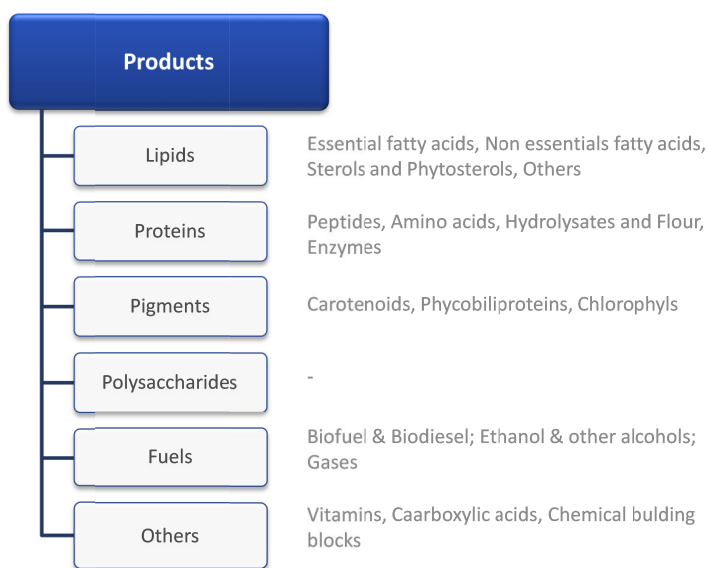 Products
Lipids
Essential fatty acids, Non essentials fatty acids,
Sterols and Phytosterols, Others
Proteins
Peptides, Amino acids, Hydrolysates and Flour,
Enzymes
Pigments
Carotenoids, Phycobiliproteins, Chlorophyls
Polysaccharides
-
Fuels
Biofuel & Biodiesel; Ethanol & other alcohols;
Gases
Others
Vitamins, Caarboxylic acids, Chemical bulding
blocks